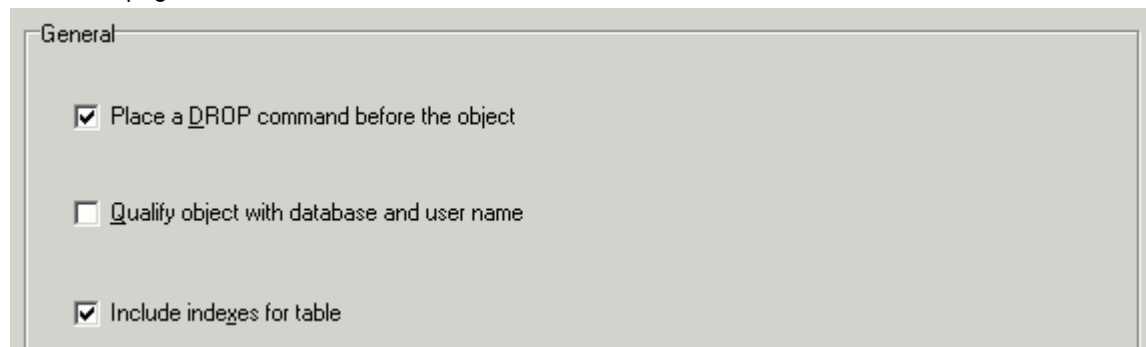 General
Place a DROP command before the object
Qualify object with database and user name
Include indexes for table